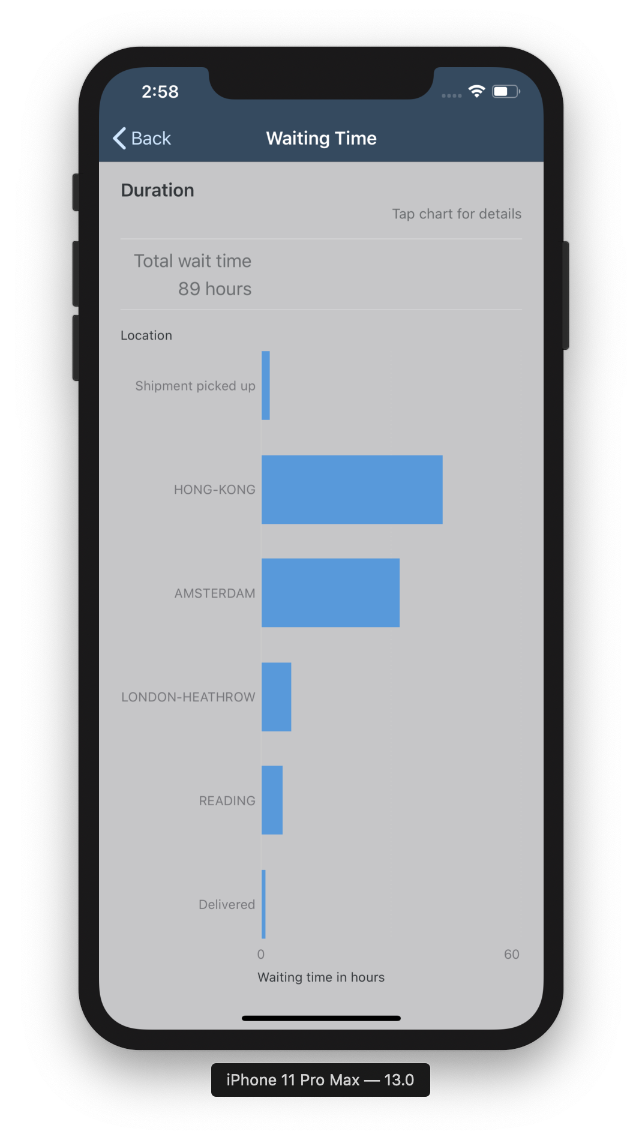 2:58
Back
Waiting Time
Duration
Tap chart for details
Total wait time
89 hours
Location
Shipment picked up
HONG-KONG
AMSTERDAM
LONDON-HEATHROW
READING
Delivered
0 60
Waiting time in hours
iPhone 11 Pro Max — 13.0